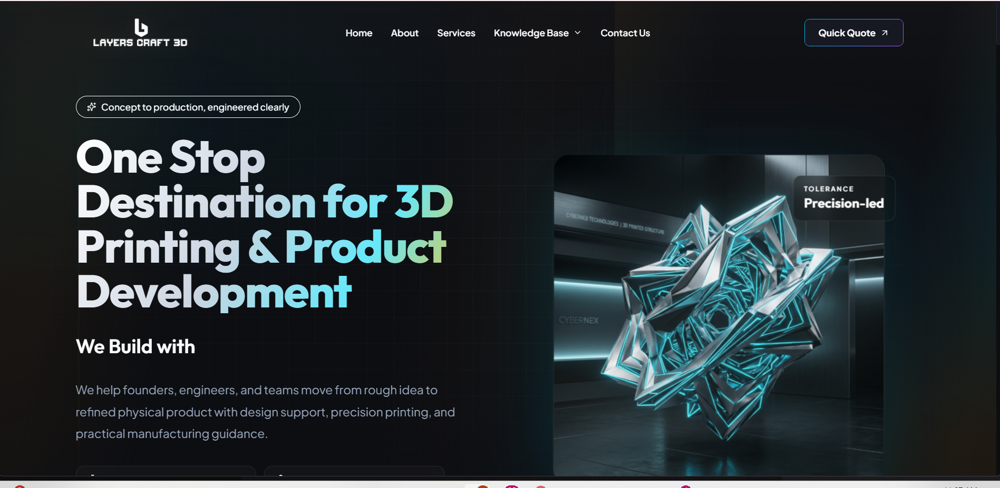 LAYERS CRAFT 3D
Home
About
Services
Knowledge Base
Contact Us
Quick Quote
Concept to production, engineered clearly
One Stop
Destination for 3D
Printing & Product
Development
We Build with
We help founders, engineers, and teams move from rough idea to
refined physical product with design support, precision printing, and
practical manufacturing guidance.
TOLERANCE
Precision-led
CYBERNEX TECHNOLOGIES | 3D PRINTED STRUCTURE
CYBERNEX